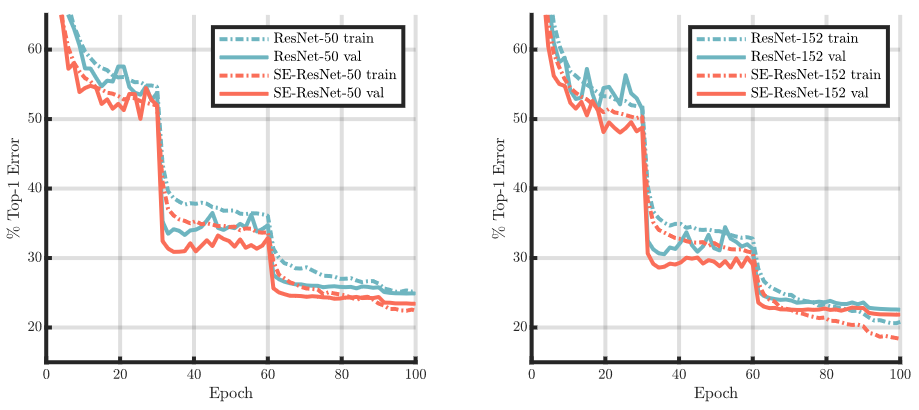 ResNet-50 train
ResNet-50 val
SE-ResNet-50 train
SE-ResNet-50 val
% Top-1 Error
60
50
40
30
20
0 20 40 60 80 100
Epoch
ResNet-152 train
ResNet-152 val
SE-ResNet-152 train
SE-ResNet-152 val
% Top-1 Error
60
50
40
30
20
0 20 40 60 80 100
Epoch